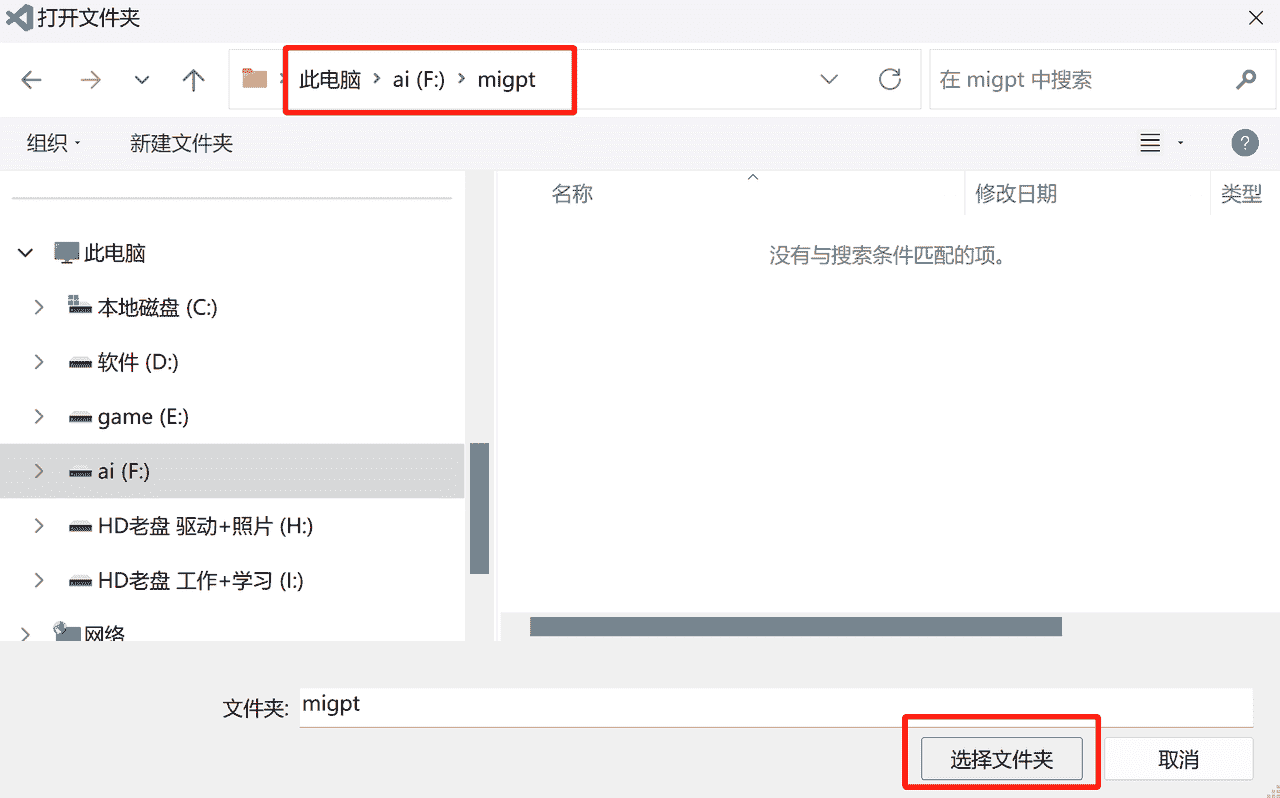 打开文件夹
此电脑 > ai (F:) > migpt
在 migpt 中搜索
组织 新建文件夹
?
名称 修改日期 类型
没有与搜索条件匹配的项。
此电脑
本地磁盘 (C:)
软件 (D:)
game (E:)
ai (F:)
HD老盘 驱动+照片 (H:)
HD老盘 工作+学习 (I:)
网络
文件夹: migpt
选择文件夹 取消